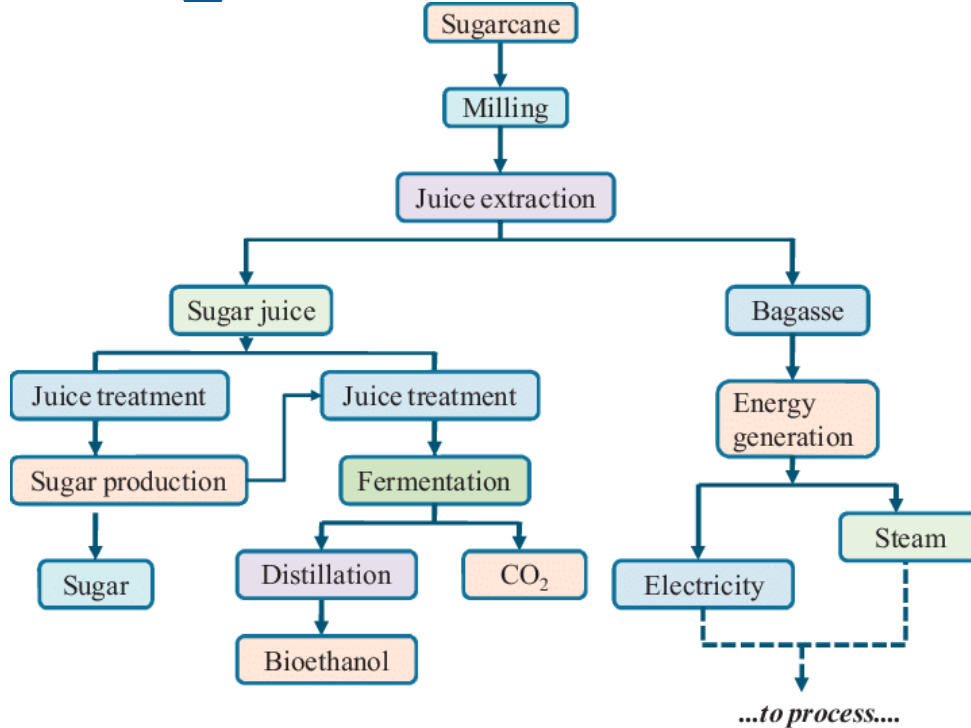 Sugarcane
Milling
Juice extraction
Sugar juice
Bagasse
Juice treatment
Juice treatment
Energy
generation
Sugar production
Fermentation
Steam
Sugar
Distillation
CO₂
Electricity
Bioethanol
...to process....